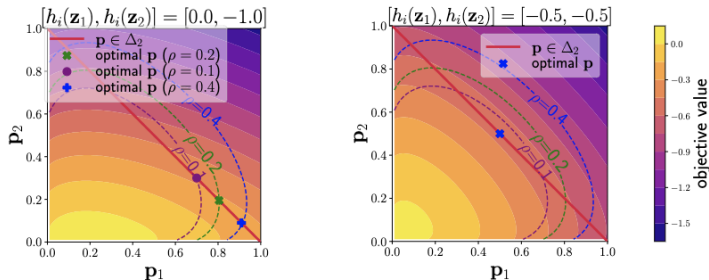 [h_i(z_1), h_i(z_2)] = [0.0, −1.0]
p ∈ Δ_2
optimal p (ρ = 0.2)
optimal p (ρ = 0.1)
optimal p (ρ = 0.4)
ρ=0.4
ρ=0.2
ρ=0.1
1.0
0.8
0.6
0.4
0.2
0.0
p_2
0.0 0.2 0.4 0.6 0.8 1.0
p_1
[h_i(z_1), h_i(z_2)] = [−0.5, −0.5]
p ∈ Δ_2
optimal p
ρ=0.4
ρ=0.2
ρ=0.1
1.0
0.8
0.6
0.4
0.2
0.0
p_2
0.0 0.2 0.4 0.6 0.8 1.0
p_1
0.0
−0.3
−0.6
−0.9
−1.2
−1.5
objective value